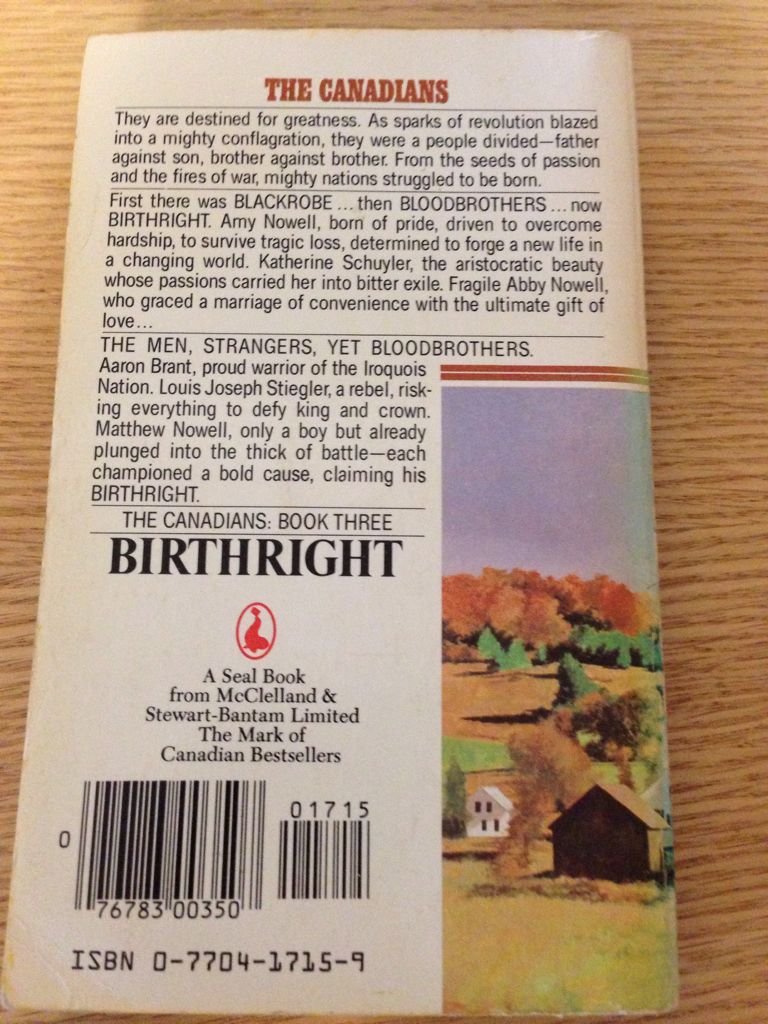 THE CANADIANS
They are destined for greatness. As sparks of revolution blazed
into a mighty conflagration, they were a people divided—father
against son, brother against brother. From the seeds of passion
and the fires of war, mighty nations struggled to be born.
First there was BLACKROBE ... then BLOODBROTHERS ... now
BIRTHRIGHT. Amy Nowell, born of pride, driven to overcome
hardship, to survive tragic loss, determined to forge a new life in
a changing world. Katherine Schuyler, the aristocratic beauty
whose passions carried her into bitter exile. Fragile Abby Nowell,
who graced a marriage of convenience with the ultimate gift of
love...
THE MEN, STRANGERS, YET BLOODBROTHERS.
Aaron Brant, proud warrior of the Iroquois
Nation. Louis Joseph Stiegler, a rebel, risk-
ing everything to defy king and crown.
Matthew Nowell, only a boy but already
plunged into the thick of battle—each
championed a bold cause, claiming his
BIRTHRIGHT.
THE CANADIANS: BOOK THREE
BIRTHRIGHT
A Seal Book
from McClelland &
Stewart-Bantam Limited
The Mark of
Canadian Bestsellers
01715
0
76783 00350
ISBN 0-7704-1715-9